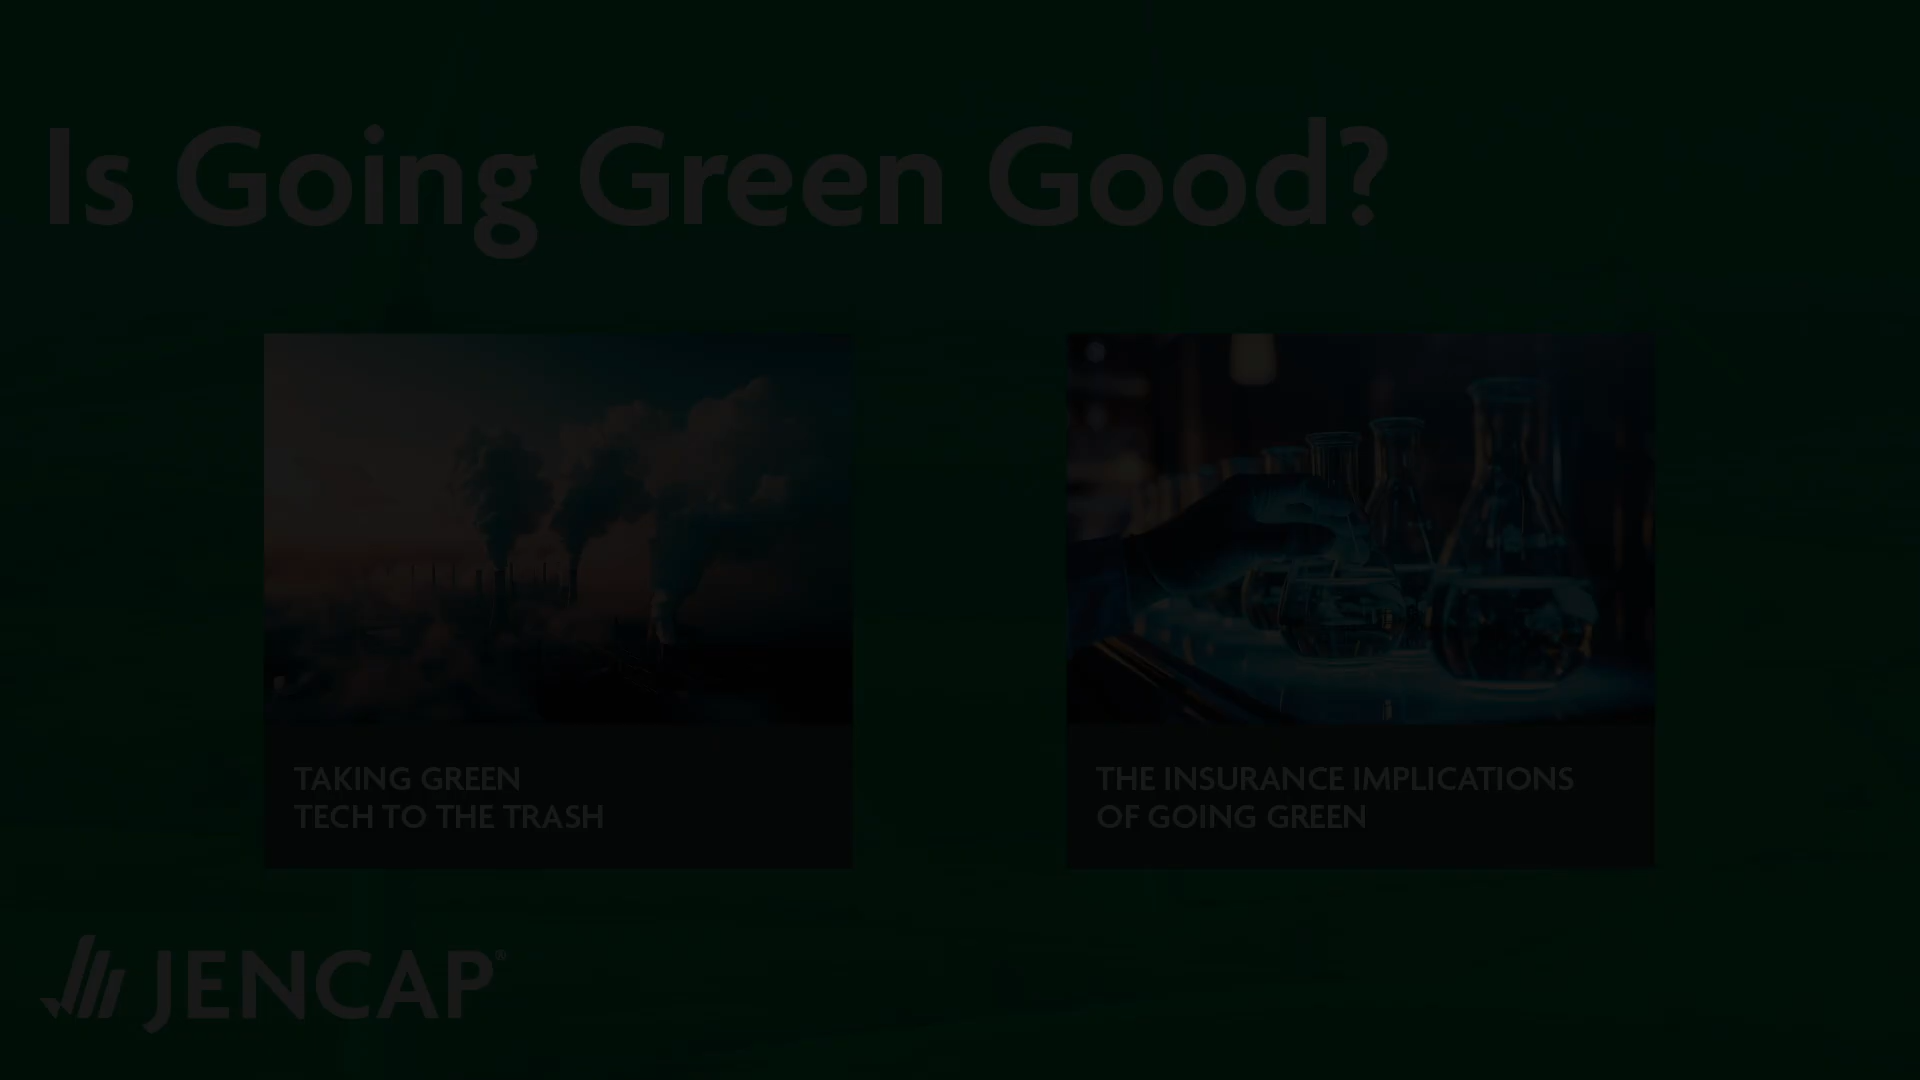 Is Going Green Good?
TAKING GREEN
TECH TO THE TRASH
THE INSURANCE IMPLICATIONS
OF GOING GREEN
JENCAP®